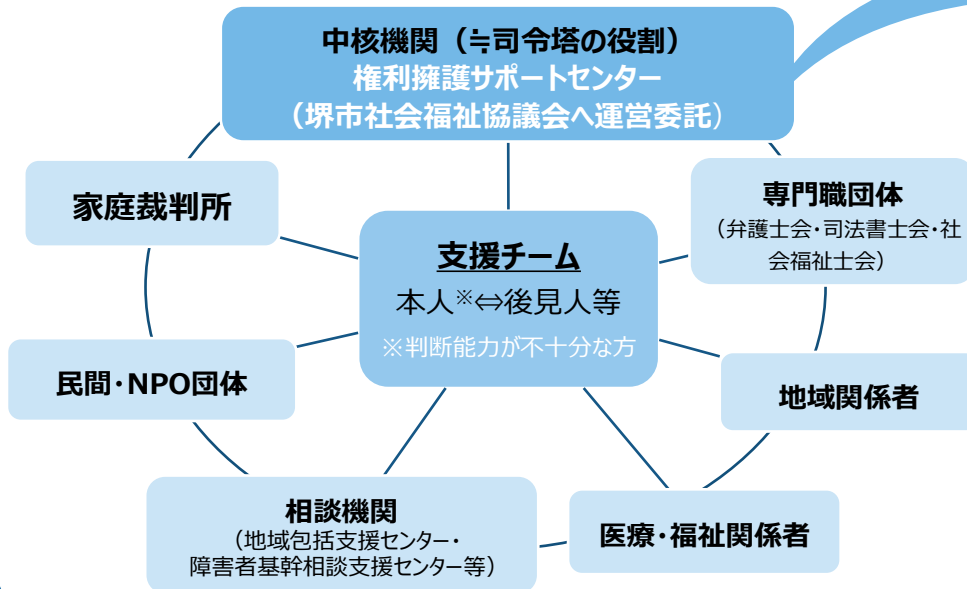 中核機関（≒司令塔の役割）
権利擁護サポートセンター
（堺市社会福祉協議会へ運営委託）
家庭裁判所
専門職団体
（弁護士会・司法書士会・社
会福祉士会）
支援チーム
本人※⇔後見人等
※判断能力が不十分な方
民間・NPO団体
地域関係者
相談機関
（地域包括支援センター・
障害者基幹相談支援センター等）
医療・福祉関係者